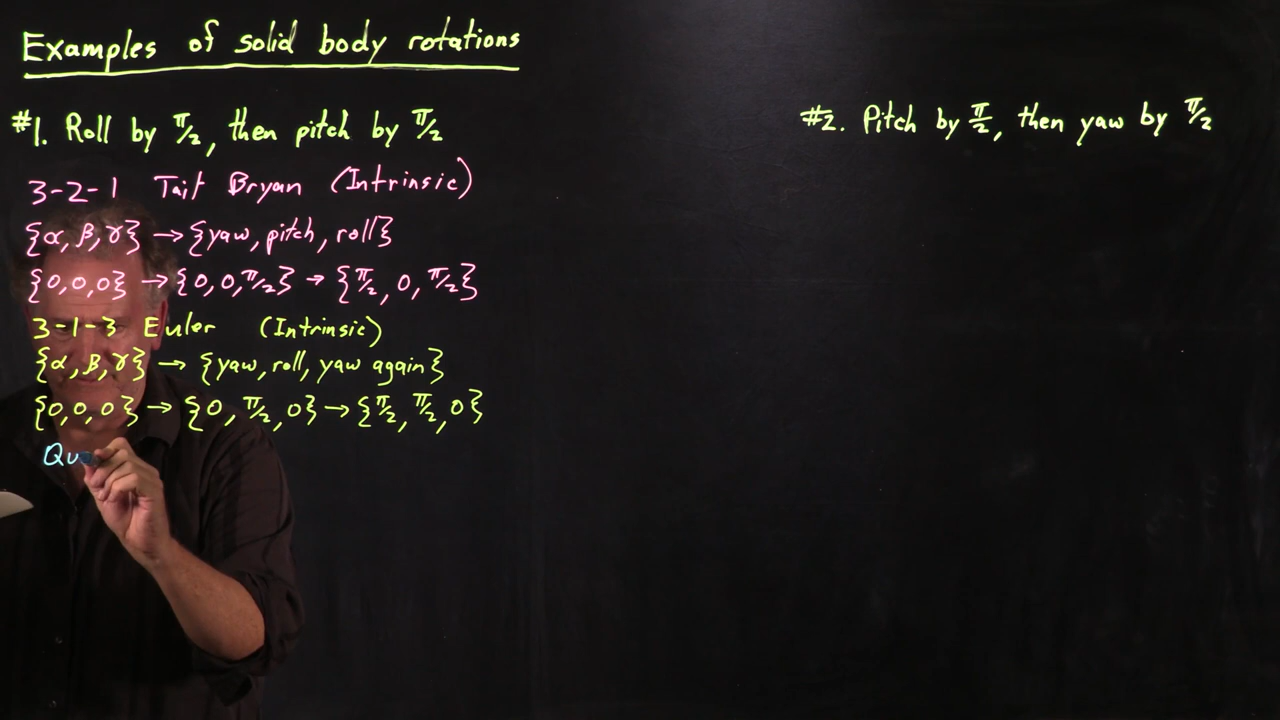 Examples of solid body rotations
#1. Roll by π/2, then pitch by π/2
3-2-1 Tait Bryan (Intrinsic)
{α, β, γ} → {yaw, pitch, roll}
{0,0,0} → {0,0,π/2} → {π/2, 0, π/2}
3-1-3 Euler (Intrinsic)
{α, β, γ} → {yaw, roll, yaw again}
{0,0,0} → {0, π/2, 0} → {π/2, π/2, 0}
Qu
#2. Pitch by π/2, then yaw by π/2